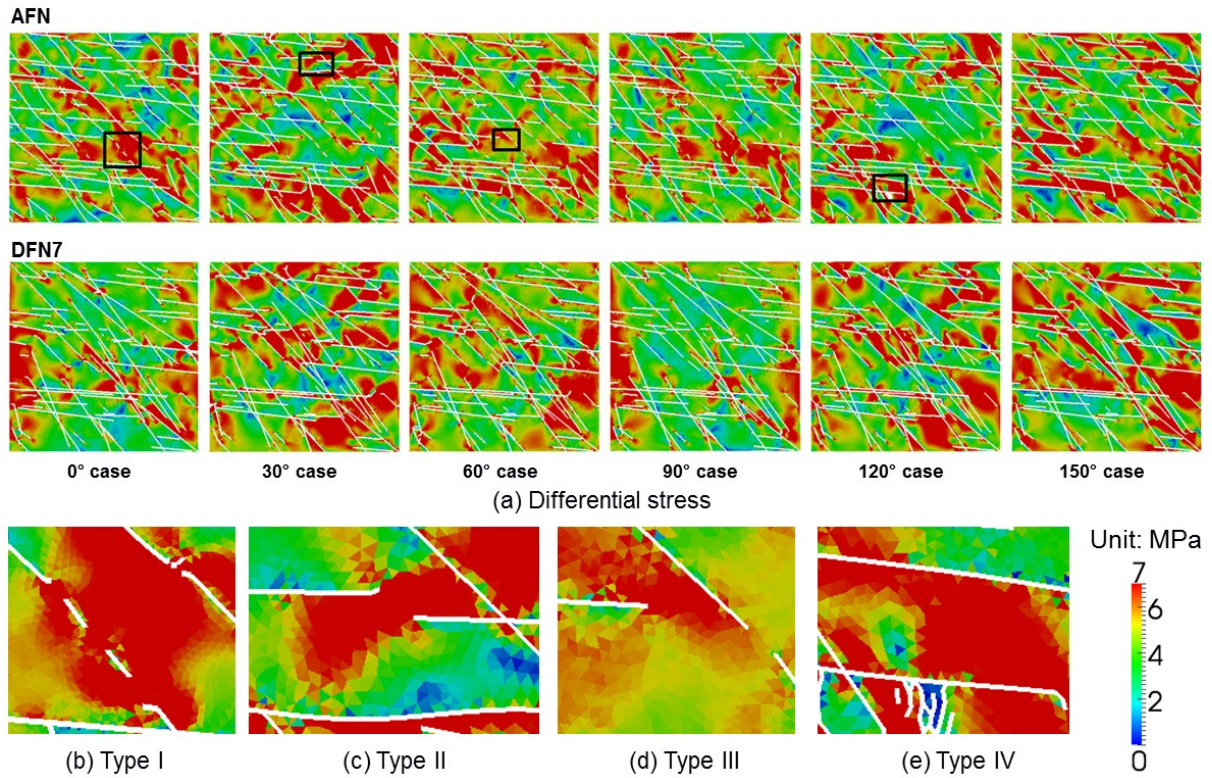 AFN
DFN7
0° case 30° case 60° case 90° case 120° case 150° case
(a) Differential stress
Unit: MPa
7
6
4
2
0
(b) Type I (c) Type II (d) Type III (e) Type IV